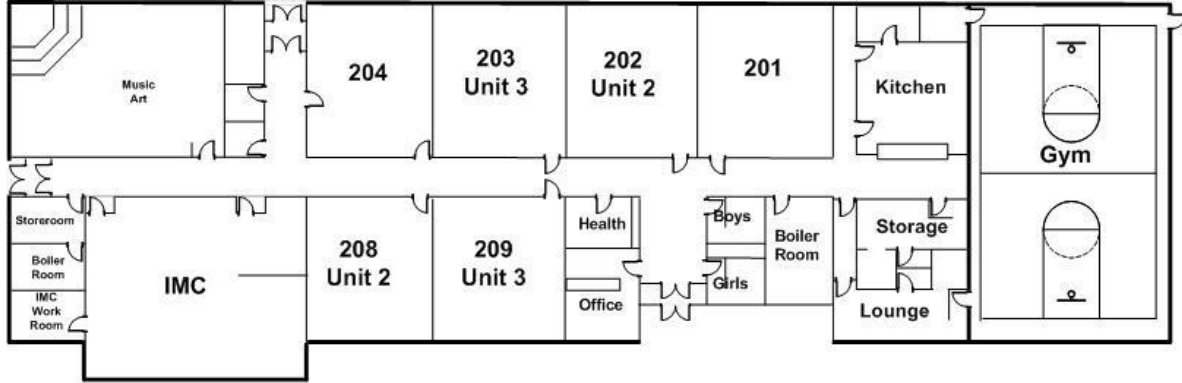 Music
Art
204
203
Unit 3
202
Unit 2
201
Kitchen
Gym
Storeroom
Boiler
Room
IMC
Work
Room
IMC
208
Unit 2
209
Unit 3
Health
Office
Boys
Girls
Boiler
Room
Storage
Lounge